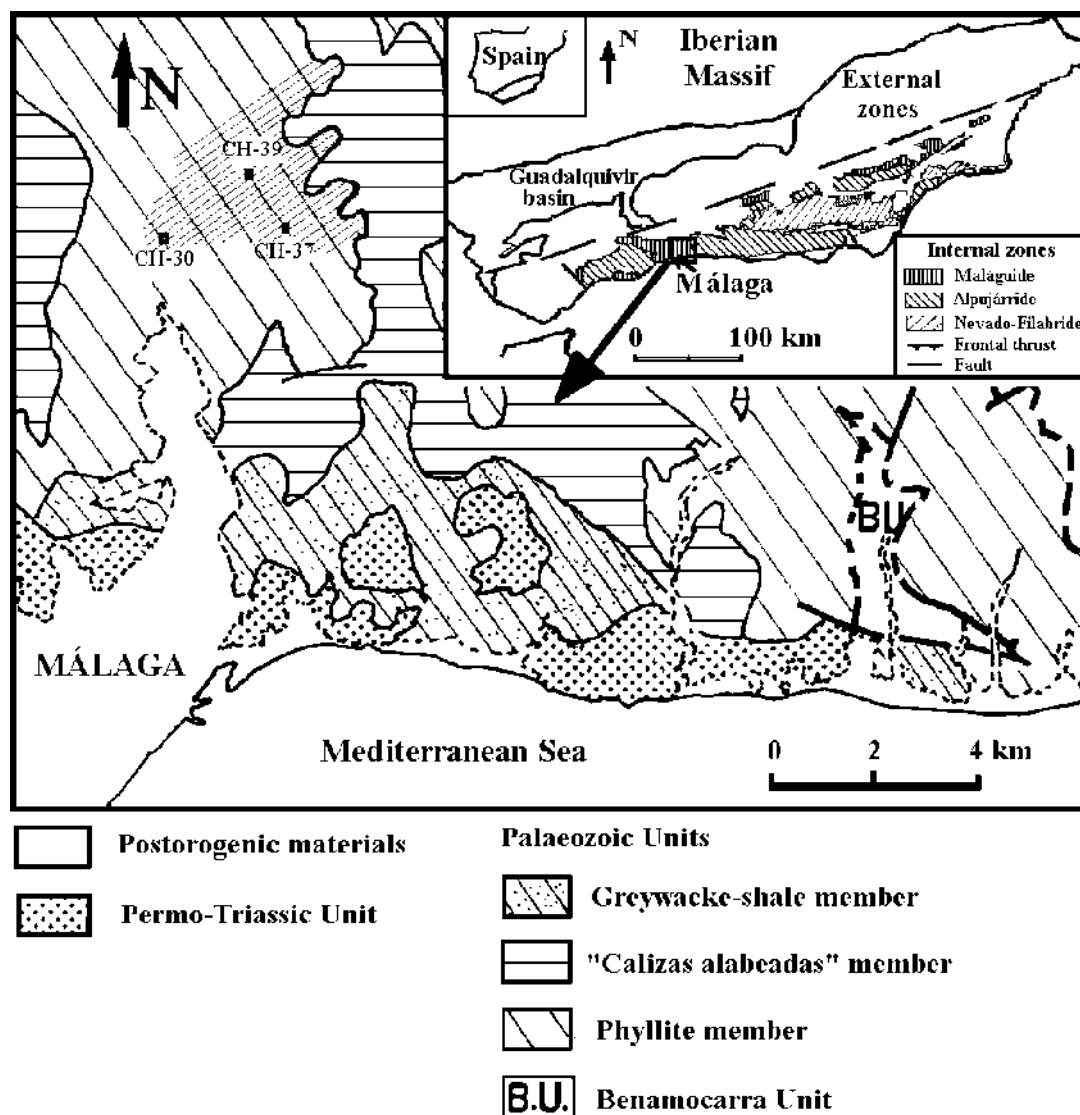 N
CH-39
CH-30
CH-37
Spain
N
Iberian
Massif
External
zones
Guadalquivir
basin
Málaga
0 100 km
Internal zones
Maláguide
Alpujárride
Nevado-Filabride
Frontal thrust
Fault
B.U.
MÁLAGA
Mediterranean Sea
0 2 4 km
Postorogenic materials
Permo-Triassic Unit
Palaeozoic Units
Greywacke-shale member
"Calizas alabeadas" member
Phyllite member
B.U. Benamocarra Unit